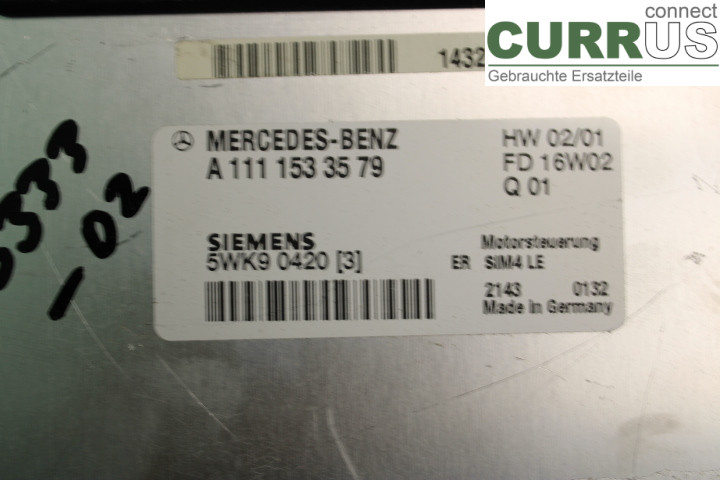 connect
CURRUS
Gebrauchte Ersatzteile
1432
MERCEDES-BENZ
A 111 153 35 79
HW 02/01
FD 16W02
Q 01
SIEMENS
5WK9 0420 [3]
Motorsteuerung
ER SIM4 LE
2143 0132
Made in Germany
3333
-02